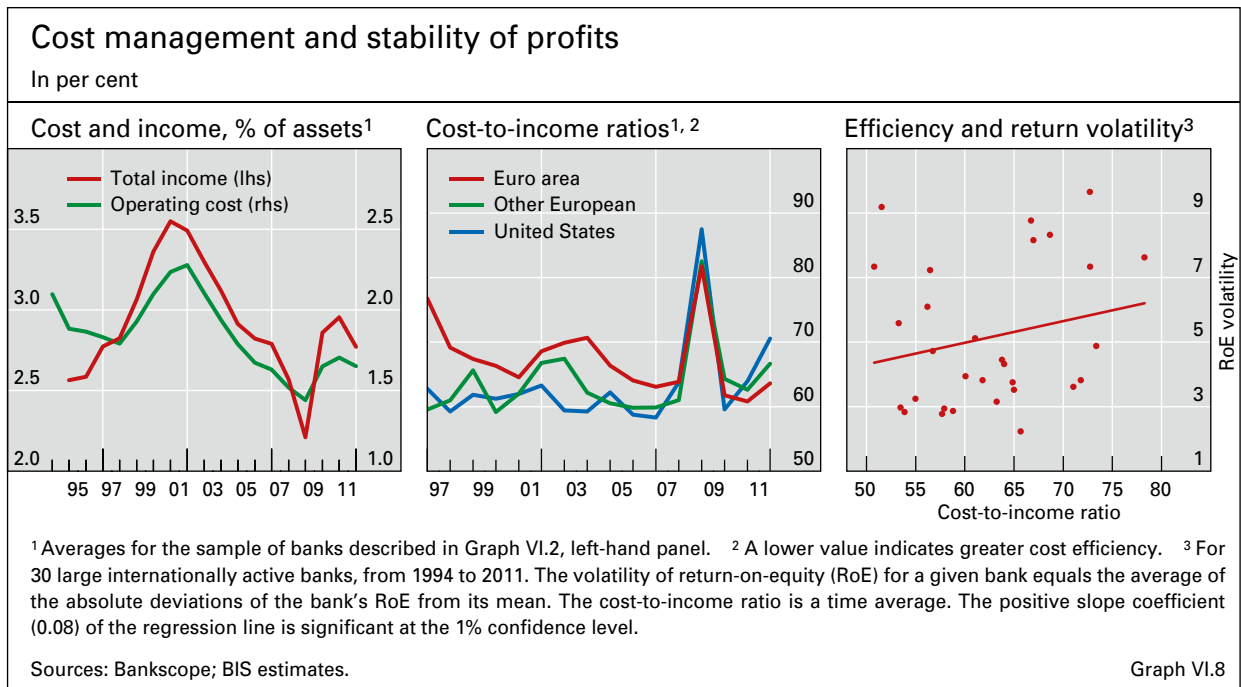 Cost management and stability of profits
In per cent
Cost and income, % of assets¹
Total income (lhs)
Operating cost (rhs)
3.5
3.0
2.5
2.0
2.5
2.0
1.5
1.0
95 97 99 01 03 05 07 09 11
Cost-to-income ratios¹, ²
Euro area
Other European
United States
90
80
70
60
50
97 99 01 03 05 07 09 11
Efficiency and return volatility³
9
7
5
3
1
RoE volatility
50 55 60 65 70 75 80
Cost-to-income ratio
¹ Averages for the sample of banks described in Graph VI.2, left-hand panel. ² A lower value indicates greater cost efficiency. ³ For
30 large internationally active banks, from 1994 to 2011. The volatility of return-on-equity (RoE) for a given bank equals the average of
the absolute deviations of the bank's RoE from its mean. The cost-to-income ratio is a time average. The positive slope coefficient
(0.08) of the regression line is significant at the 1% confidence level.
Sources: Bankscope; BIS estimates. Graph VI.8